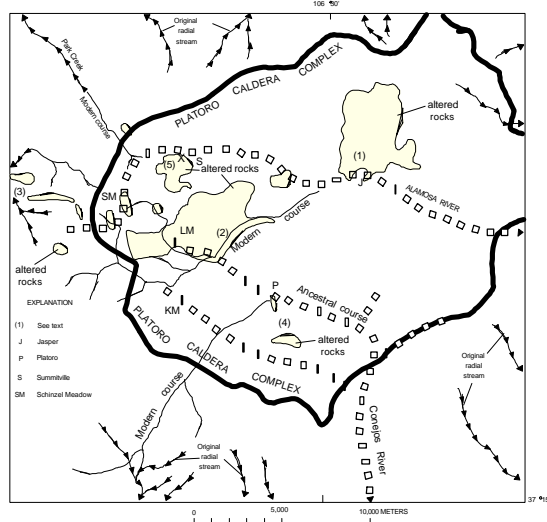 106 30'
Original
radial
stream
Park Creek
Modern course
PLATORO CALDERA COMPLEX
altered
rocks
(5)
X S
altered rocks
(1)
(3)
SM
ALAMOSA RIVER
LM
(2)
Modern course
altered
rocks
EXPLANATION
(1) See text
J Jasper
P Platoro
S Summitville
SM Schinzel Meadow
KM
P
Ancestral course
(4)
altered
rocks
PLATORO CALDERA COMPLEX
Modern course
Original
radial
stream
Original
radial
stream
Conejos River
37 º15
0 5,000 10,000 METERS